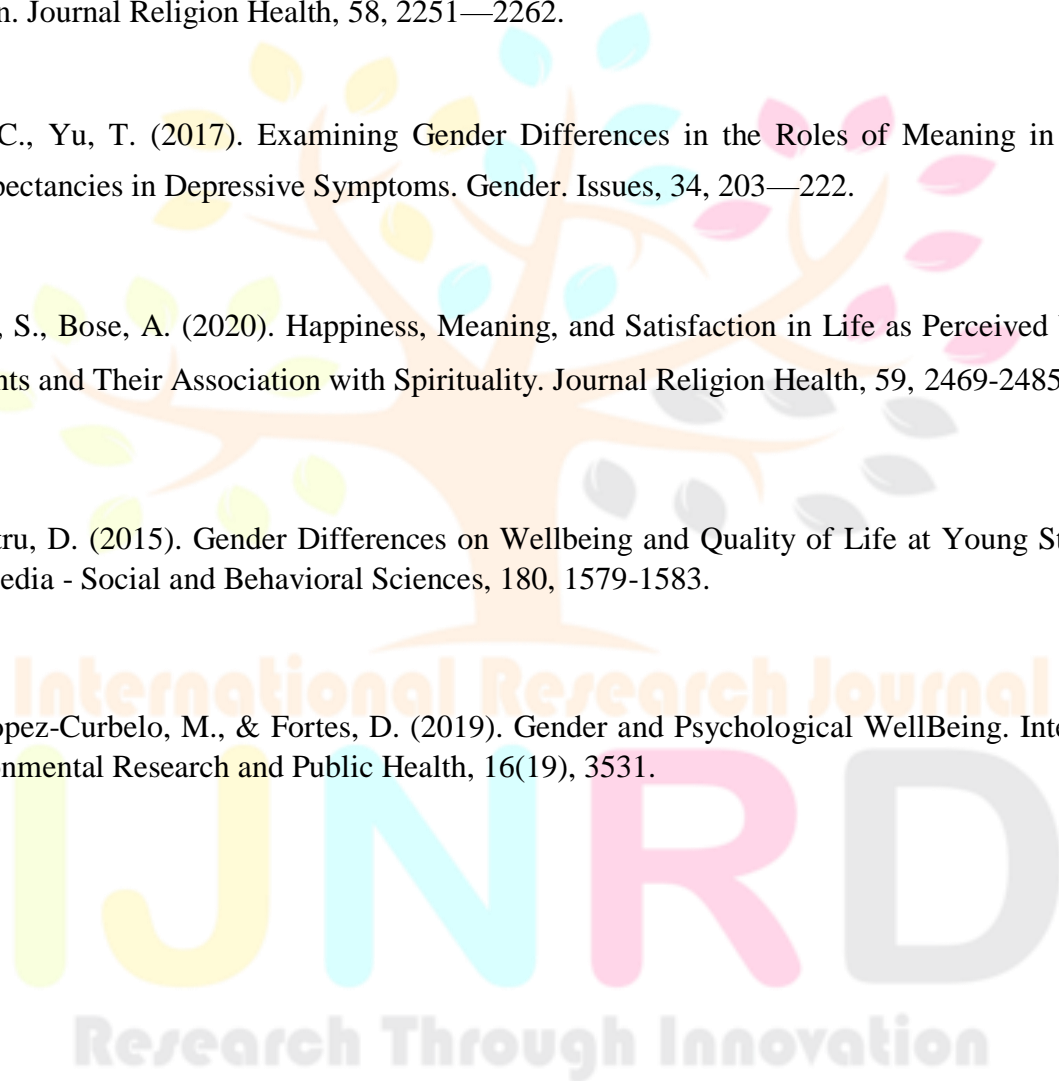 n. Journal Religion Health, 58, 2251—2262.
C., Yu, T. (2017). Examining Gender Differences in the Roles of Meaning in
pectancies in Depressive Symptoms. Gender. Issues, 34, 203—222.
, S., Bose, A. (2020). Happiness, Meaning, and Satisfaction in Life as Perceived
nts and Their Association with Spirituality. Journal Religion Health, 59, 2469-2485
tru, D. (2015). Gender Differences on Wellbeing and Quality of Life at Young St
edia - Social and Behavioral Sciences, 180, 1579-1583.
International Research Journal
opez-Curbelo, M., & Fortes, D. (2019). Gender and Psychological WellBeing. Inte
onmental Research and Public Health, 16(19), 3531.
IJNRD
Research Through Innovation